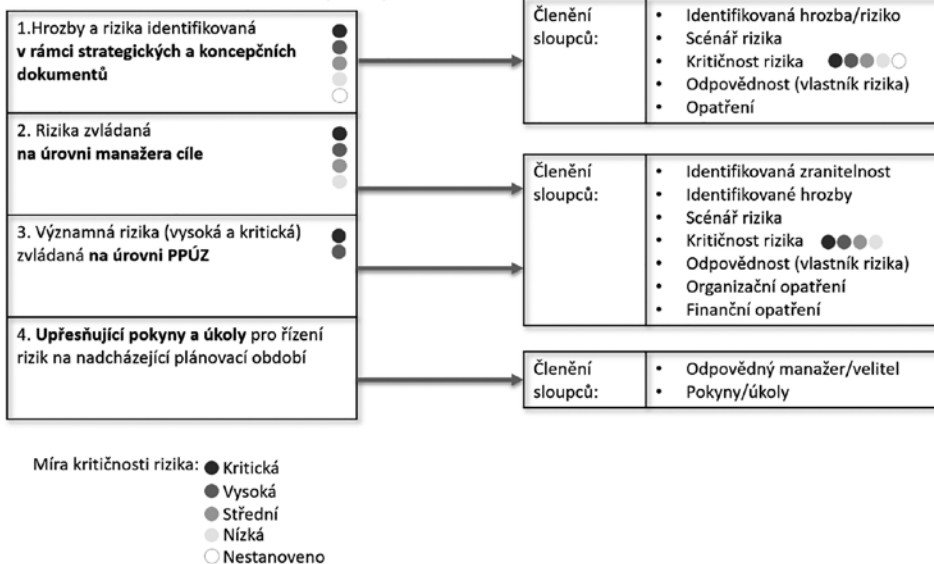 1.Hrozby a rizika identifikovaná
v rámci strategických a koncepčních
dokumentů
2. Rizika zvládaná
na úrovni manažera cíle
3. Významná rizika (vysoká a kritická)
zvládaná na úrovni PPÚZ
4. Upřesňující pokyny a úkoly pro řízení
rizik na nadcházející plánovací období
Členění
sloupců:
• Identifikovaná hrozba/riziko
• Scénář rizika
• Kritičnost rizika
• Odpovědnost (vlastník rizika)
• Opatření
Členění
sloupců:
• Identifikovaná zranitelnost
• Identifikované hrozby
• Scénář rizika
• Kritičnost rizika
• Odpovědnost (vlastník rizika)
• Organizační opatření
• Finanční opatření
Členění
sloupců:
• Odpovědný manažer/velitel
• Pokyny/úkoly
Míra kritičnosti rizika:
Kritická
Vysoká
Střední
Nízká
Nestanoveno